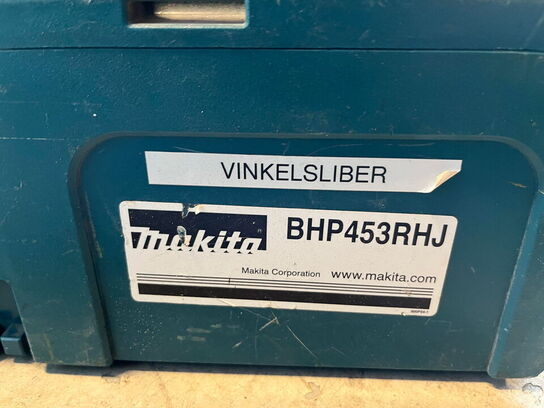 VINKELSLIBER
makita BHP453RHJ
Makita Corporation www.makita.com